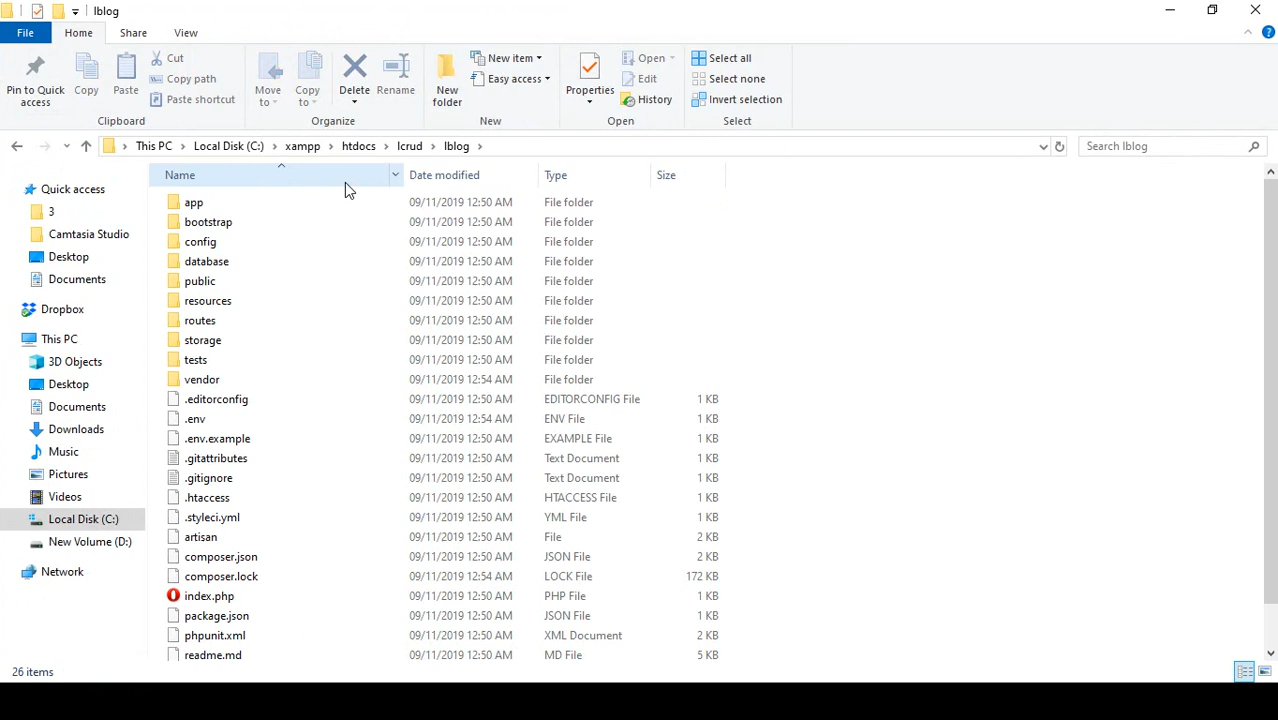 lblog
File Home Share View
Pin to Quick access
Copy
Paste
Cut
Copy path
Paste shortcut
Clipboard
Move to
Copy to
Delete
Rename
Organize
New folder
New item
Easy access
New
Properties
Open
Edit
History
Open
Select all
Select none
Invert selection
Select
This PC Local Disk (C:) xampp htdocs lcrud lblog
Search lblog
Quick access
3
Camtasia Studio
Desktop
Documents
Dropbox
This PC
3D Objects
Desktop
Documents
Downloads
Music
Pictures
Videos
Local Disk (C:)
New Volume (D:)
Network
Name Date modified Type Size
app 09/11/2019 12:50 AM File folder
bootstrap 09/11/2019 12:50 AM File folder
config 09/11/2019 12:50 AM File folder
database 09/11/2019 12:50 AM File folder
public 09/11/2019 12:50 AM File folder
resources 09/11/2019 12:50 AM File folder
routes 09/11/2019 12:50 AM File folder
storage 09/11/2019 12:50 AM File folder
tests 09/11/2019 12:50 AM File folder
vendor 09/11/2019 12:54 AM File folder
.editorconfig 09/11/2019 12:50 AM EDITORCONFIG File 1 KB
.env 09/11/2019 12:54 AM ENV File 1 KB
.env.example 09/11/2019 12:50 AM EXAMPLE File 1 KB
.gitattributes 09/11/2019 12:50 AM Text Document 1 KB
.gitignore 09/11/2019 12:50 AM Text Document 1 KB
.htaccess 09/11/2019 12:50 AM HTACCESS File 1 KB
.styleci.yml 09/11/2019 12:50 AM YML File 1 KB
artisan 09/11/2019 12:50 AM File 2 KB
composer.json 09/11/2019 12:50 AM JSON File 2 KB
composer.lock 09/11/2019 12:54 AM LOCK File 172 KB
index.php 09/11/2019 12:50 AM PHP File 1 KB
package.json 09/11/2019 12:50 AM JSON File 1 KB
phpunit.xml 09/11/2019 12:50 AM XML Document 2 KB
readme.md 09/11/2019 12:50 AM MD File 5 KB
26 items